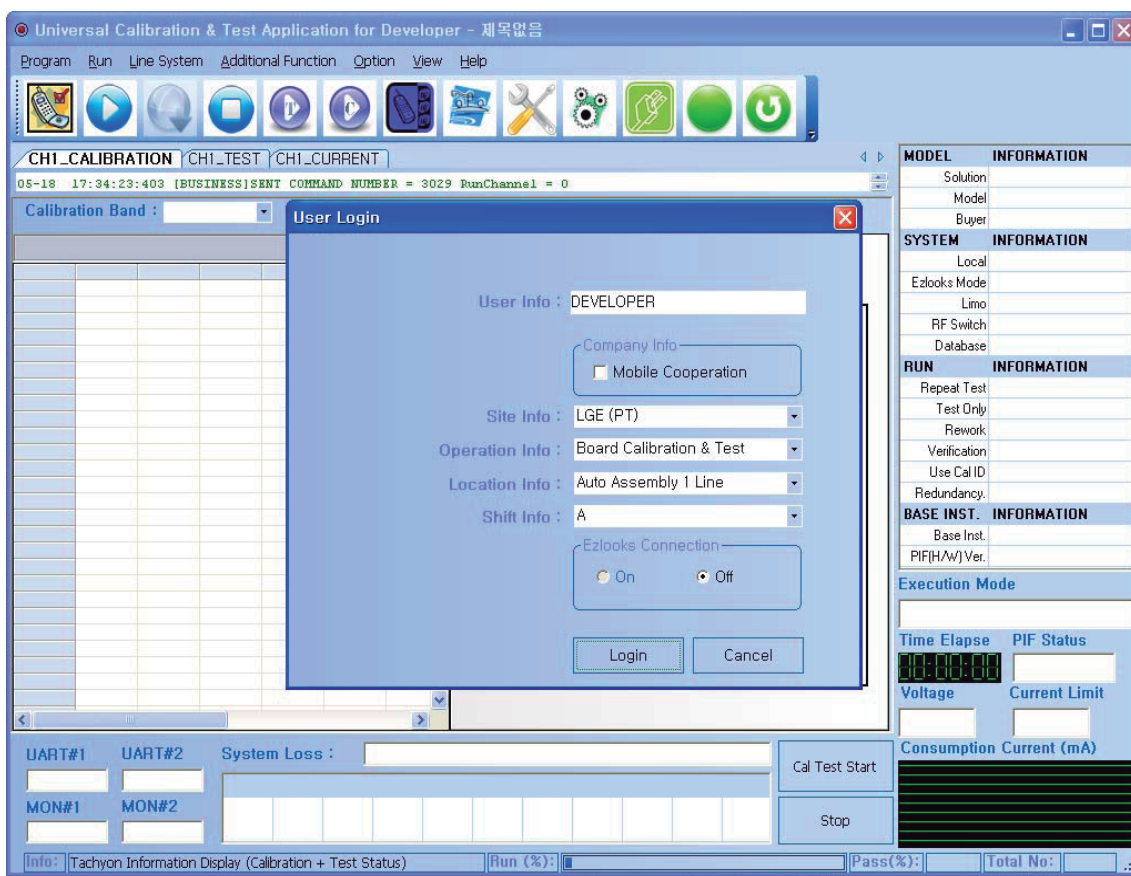 Universal Calibration & Test Application for Developer - 제목없음
Program Run Line System Additional Function Option View Help
T C
CH1_CALIBRATION CH1_TEST CH1_CURRENT
05-18 17:34:23:403 [BUSINESS]SENT COMMAND NUMBER = 3029 RunChannel = 0
Calibration Band :
User Login
User Info : DEVELOPER
Company Info
Mobile Cooperation
Site Info : LGE (PT)
Operation Info : Board Calibration & Test
Location Info : Auto Assembly 1 Line
Shift Info : A
Ezlooks Connection
On Off
Login Cancel
MODEL INFORMATION
Solution
Model
Buyer
SYSTEM INFORMATION
Local
Ezlooks Mode
Limo
RF Switch
Database
RUN INFORMATION
Repeat Test
Test Only
Rework
Verification
Use Cal ID
Redundancy.
BASE INST. INFORMATION
Base Inst.
PIF(H/W) Ver.
Execution Mode
Time Elapse PIF Status
00:00:00
Voltage Current Limit
Consumption Current (mA)
UART#1 UART#2 System Loss :
MON#1 MON#2
Cal Test Start
Stop
Info: Tachyon Information Display (Calibration + Test Status) Run (%): Pass(%): Total No: